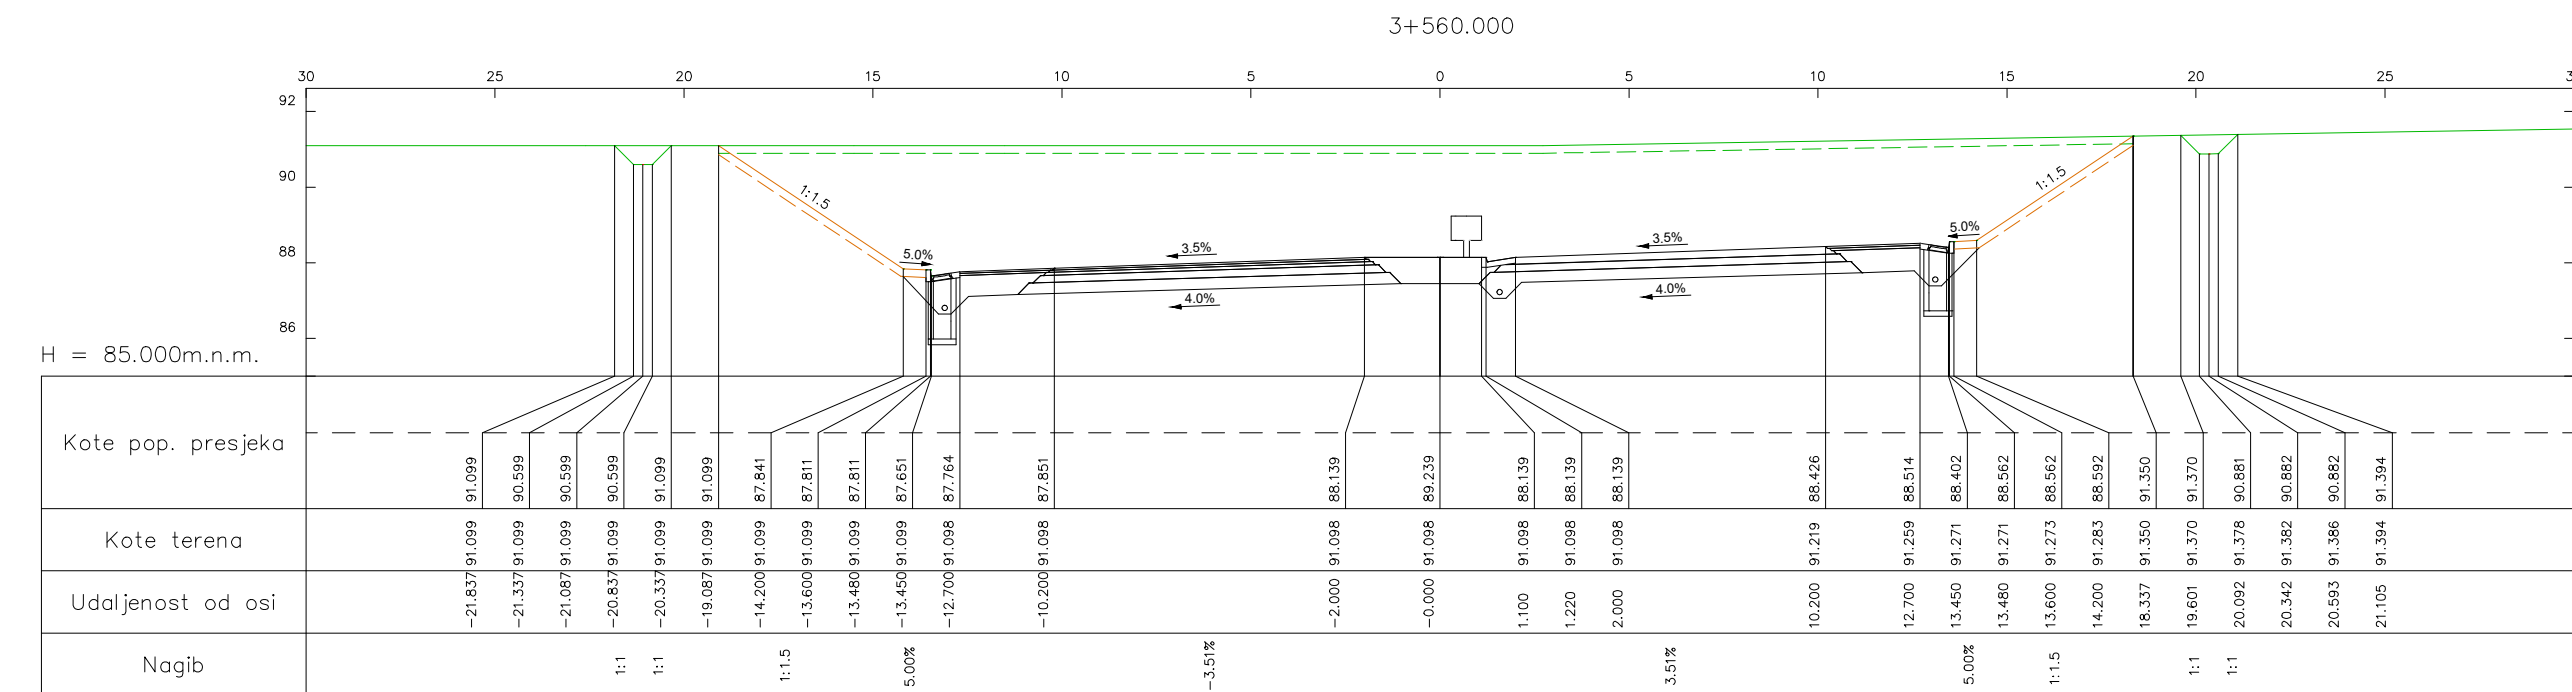 3+560.000
30 25 20 15 10 5 0 5 10 15 20 25
92
90
88
86
1:1.5
1:1.5
5.0%
3.5%
3.5%
5.0%
4.0%
4.0%
H = 85.000m.n.m.
Kote pop. presjeka
91.099 90.599 90.599 90.599 91.099 91.099 87.841 87.811 87.811 87.651 87.764 87.851 88.139 89.239 88.139 88.139 88.139 88.426 88.514 88.402 88.562 88.562 88.592 91.350 91.370 90.881 90.882 90.882 91.394
Kote terena
91.099 91.099 91.099 91.099 91.099 91.099 91.099 91.099 91.099 91.099 91.098 91.098 91.098 91.098 91.098 91.098 91.098 91.219 91.259 91.271 91.271 91.273 91.283 91.350 91.370 91.378 91.382 91.386 91.394
Udaljenost od osi
-21.837 -21.337 -21.087 -20.837 -20.337 -19.087 -14.200 -13.600 -13.480 -13.450 -12.700 -10.200 -2.000 -0.000 1.100 1.220 2.000 10.200 12.700 13.450 13.480 13.600 14.200 18.337 19.601 20.092 20.342 20.593 21.105
Nagib
1:1 1:1 1:1.5 5.00% -3.51% 3.51% 5.00% 1:1.5 1:1 1:1